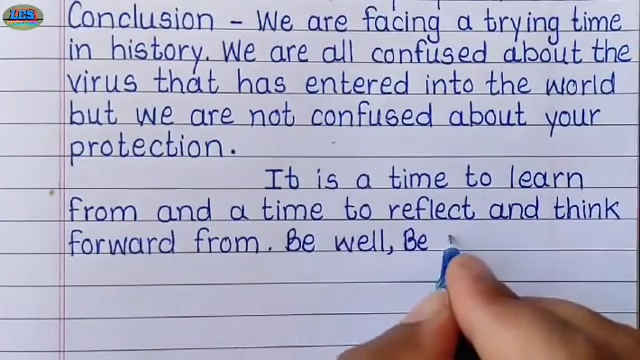 LES
Conclusion - We are facing a trying time
in history. We are all confused about the
virus that has entered into the world
but we are not confused about your
protection.
It is a time to learn
from and a time to reflect and think
forward from. Be well, Be